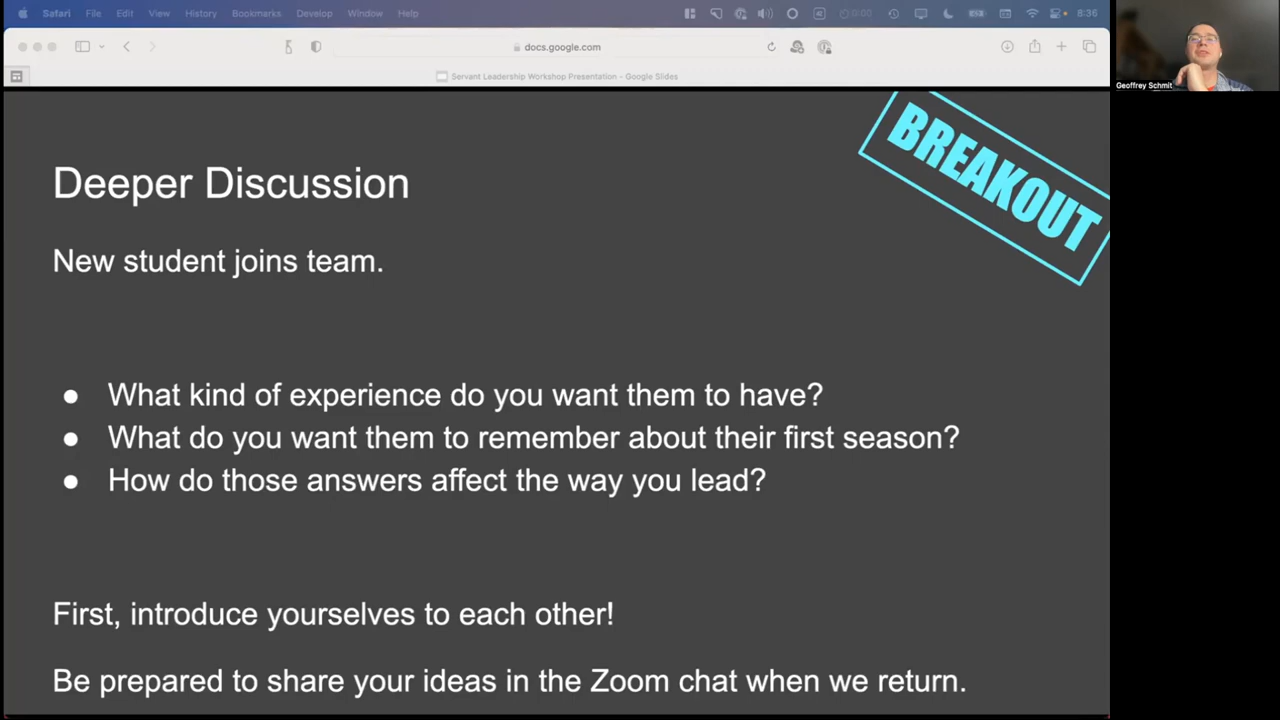 Safari File Edit View History Bookmarks Develop Window Help 8:36
docs.google.com
Servant Leadership Workshop Presentation - Google Slides
Geoffrey Schmit
BREAKOUT
Deeper Discussion
New student joins team.
● What kind of experience do you want them to have?
● What do you want them to remember about their first season?
● How do those answers affect the way you lead?
First, introduce yourselves to each other!
Be prepared to share your ideas in the Zoom chat when we return.